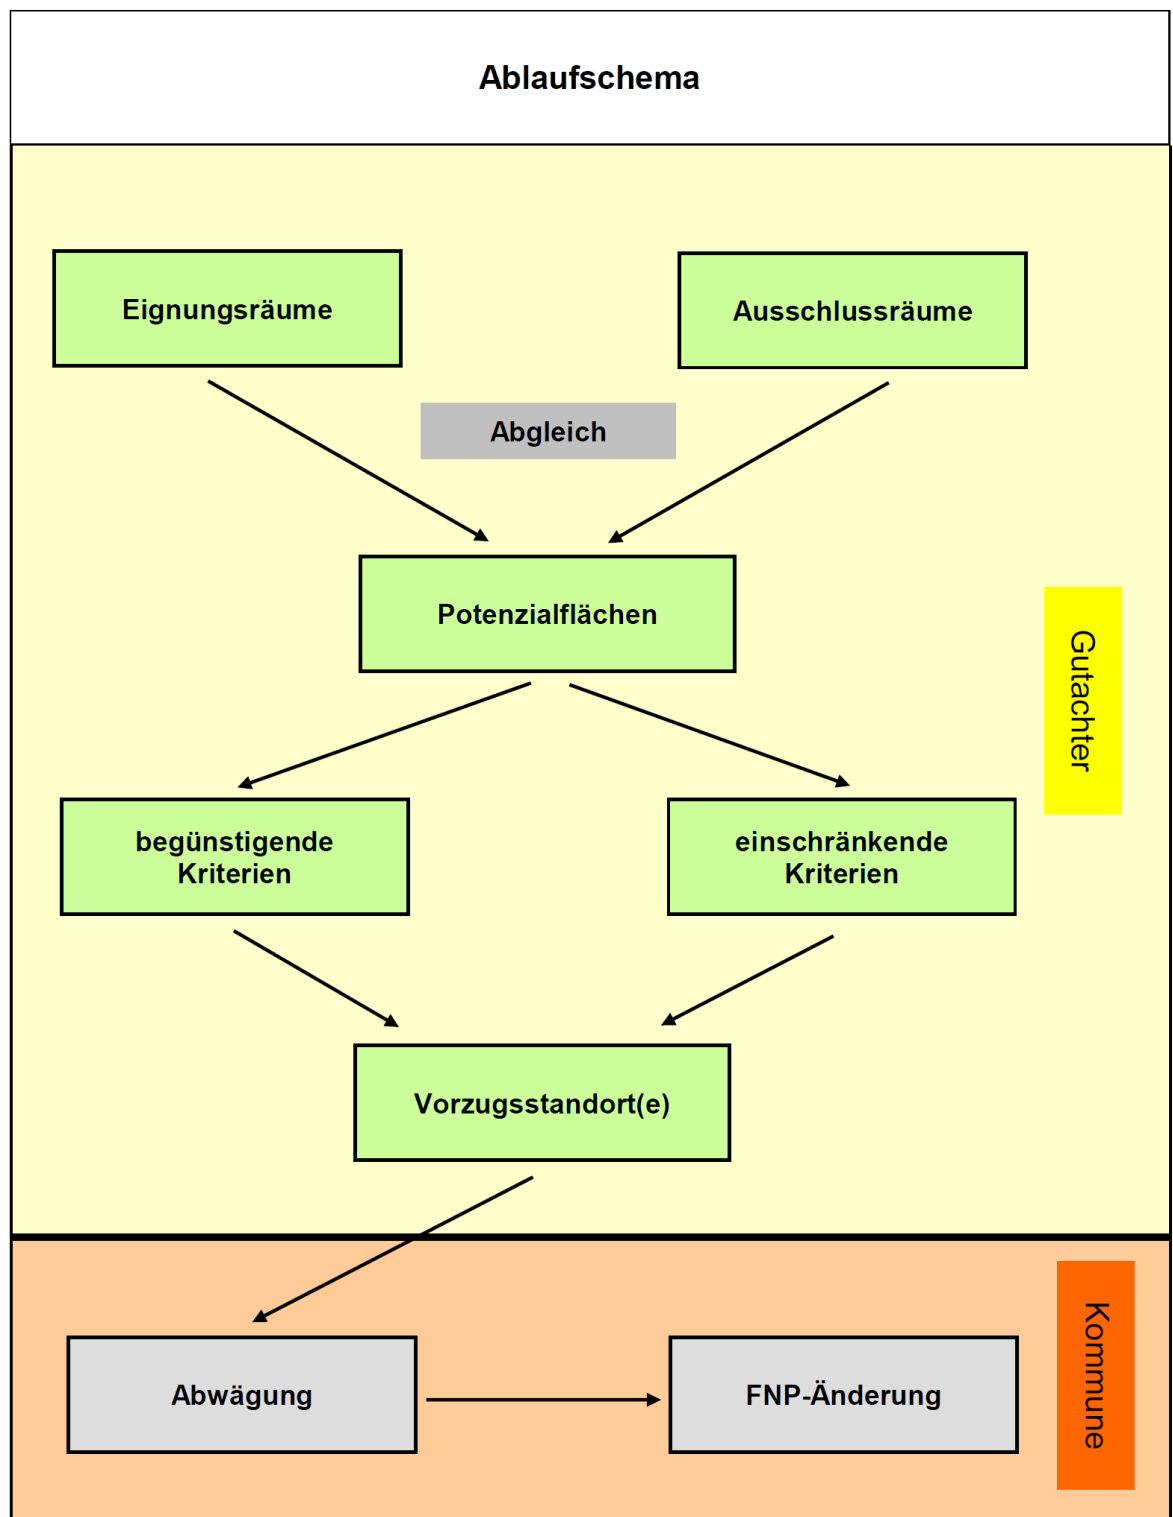 Ablaufschema
Eignungsräume
Ausschlussräume
Abgleich
Potenzialflächen
Gutachter
begünstigende
Kriterien
einschränkende
Kriterien
Vorzugsstandort(e)
Kommune
Abwägung
FNP-Änderung